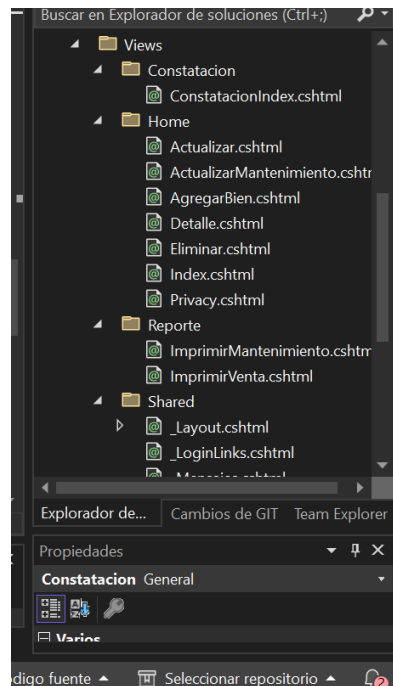 Buscar en Explorador de soluciones (Ctrl+;)
Views
Constatacion
ConstatacionIndex.cshtml
Home
Actualizar.cshtml
ActualizarMantenimiento.cshtr
AgregarBien.cshtml
Detalle.cshtml
Eliminar.cshtml
Index.cshtml
Privacy.cshtml
Reporte
ImprimirMantenimiento.cshtm
ImprimirVenta.cshtml
Shared
_Layout.cshtml
_LoginLinks.cshtml
Explorador de... Cambios de GIT Team Explorer
Propiedades
Constatacion General
Varios
digo fuente Seleccionar repositorio 2